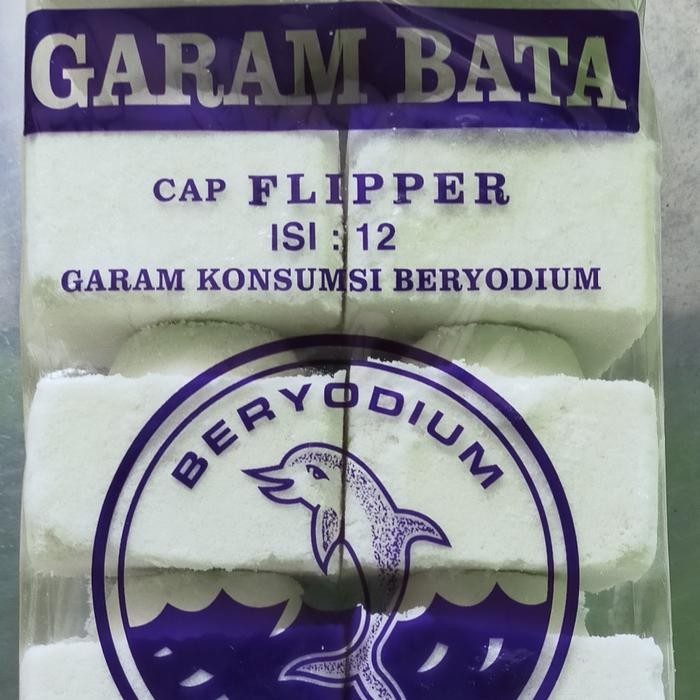 GARAM BATA
CAP FLIPPER
ISI : 12
GARAM KONSUMSI BERYODIUM
BERYODIUM